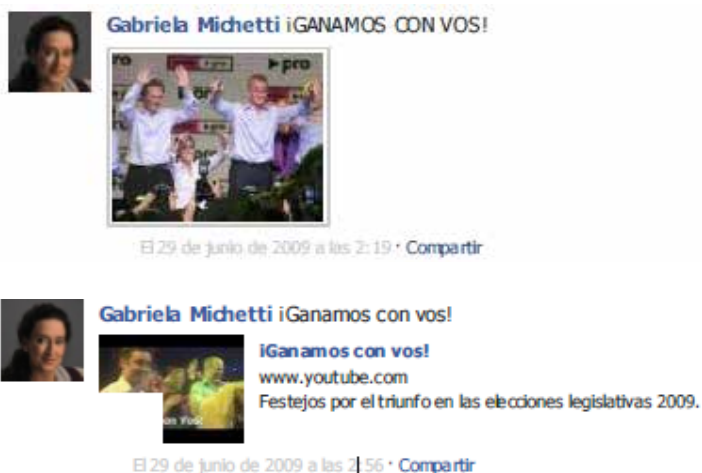 Gabriela Michetti ¡GANAMOS CON VOS!
pro
El 29 de junio de 2009 a las 2:19 · Compartir
Gabriela Michetti ¡Ganamos con vos!
¡Ganamos con vos!
www.youtube.com
Festejos por el triunfo en las elecciones legislativas 2009.
El 29 de junio de 2009 a las 2:56 · Compartir